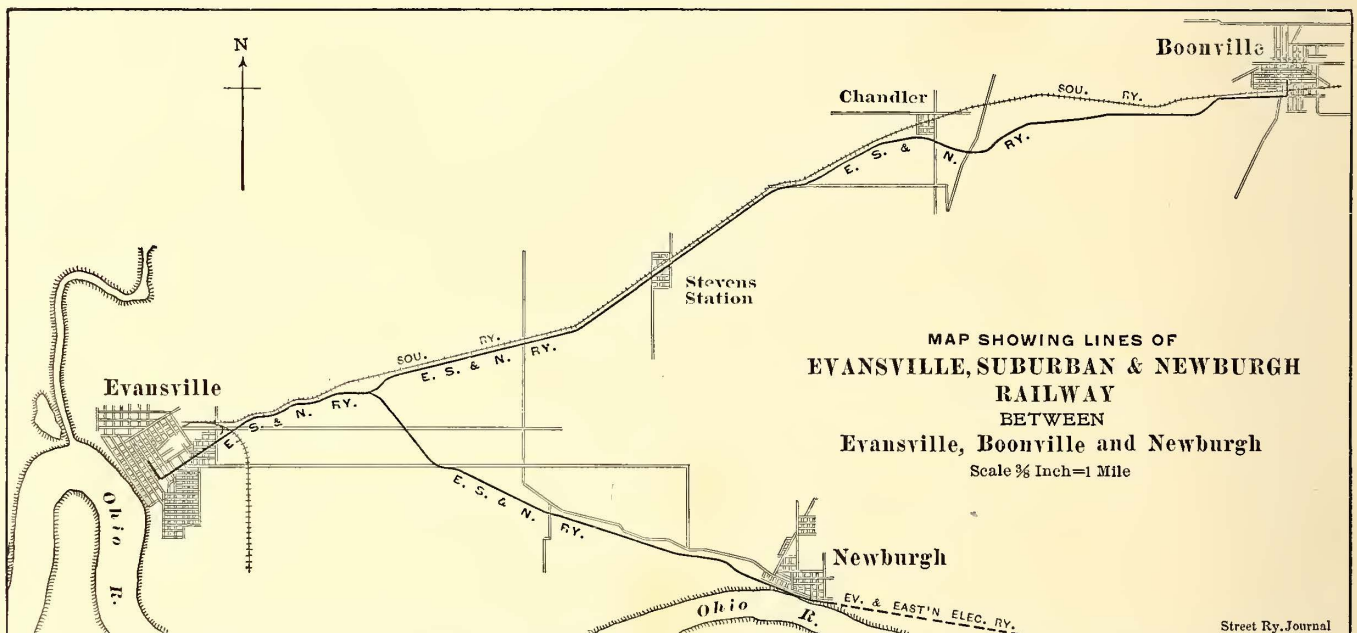 N
Boonville
Chandler
SOU. RY.
E. S. & N. RY.
Stevens
Station
SOU. RY.
E. S. & N. RY.
MAP SHOWING LINES OF
EVANSVILLE, SUBURBAN & NEWBURGH
RAILWAY
BETWEEN
Evansville, Boonville and Newburgh
Scale ⅜ Inch=1 Mile
Evansville
E. S. & N. RY.
E. S. & N. RY.
Ohio R.
Newburgh
Ohio R.
EV. & EAST'N ELEC. RY.
Street Ry. Journal